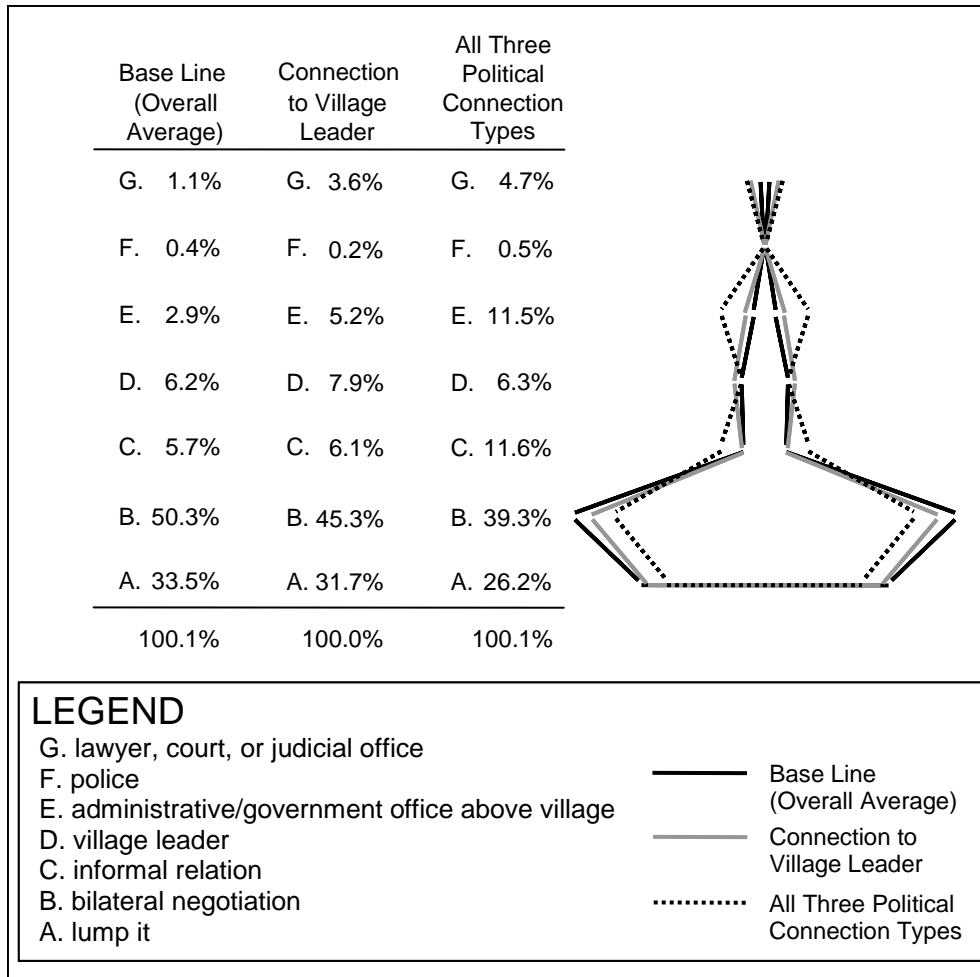 Base Line
(Overall
Average)
Connection
to Village
Leader
All Three
Political
Connection
Types
G. 1.1% G. 3.6% G. 4.7%
F. 0.4% F. 0.2% F. 0.5%
E. 2.9% E. 5.2% E. 11.5%
D. 6.2% D. 7.9% D. 6.3%
C. 5.7% C. 6.1% C. 11.6%
B. 50.3% B. 45.3% B. 39.3%
A. 33.5% A. 31.7% A. 26.2%
100.1% 100.0% 100.1%
LEGEND
G. lawyer, court, or judicial office
F. police
E. administrative/government office above village
D. village leader
C. informal relation
B. bilateral negotiation
A. lump it
Base Line
(Overall Average)
Connection to
Village Leader
All Three Political
Connection Types